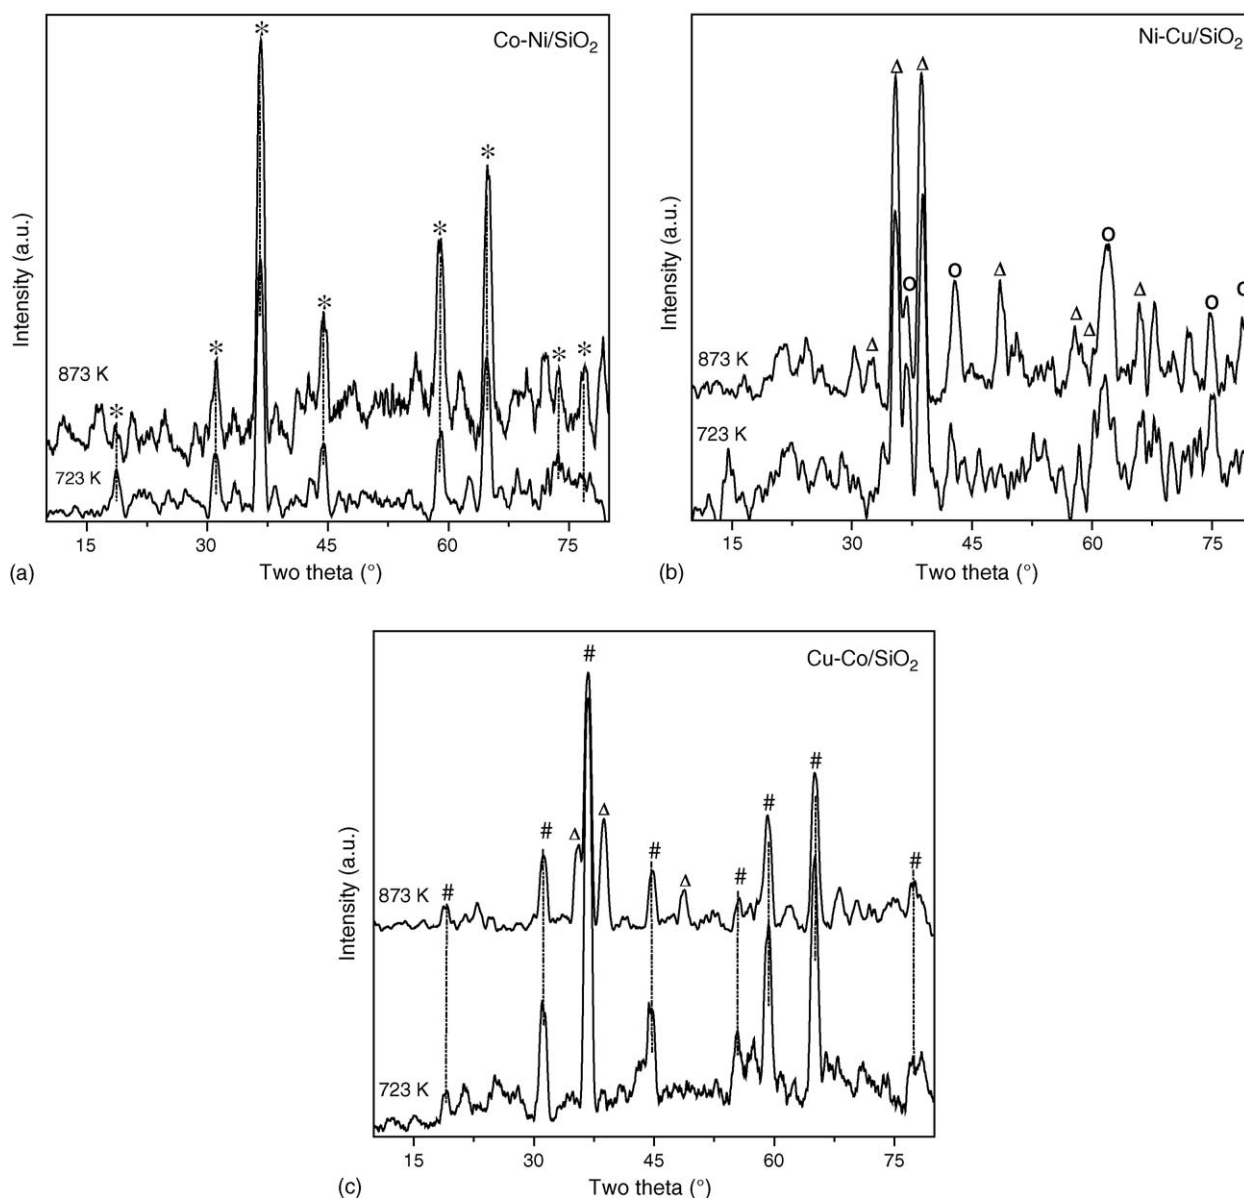 Co-Ni/SiO₂
*
*
*
*
*
*
*
*
873 K
723 K
Intensity (a.u.)
15 30 45 60 75
Two theta (°)
(a)
Ni-Cu/SiO₂
Δ Δ
O
O
Δ
O
Δ
Δ
Δ
Δ
O
O
873 K
723 K
Intensity (a.u.)
15 30 45 60 75
Two theta (°)
(b)
Cu-Co/SiO₂
#
#
#
Δ
Δ
#
#
#
#
#
Δ
873 K
723 K
Intensity (a.u.)
15 30 45 60 75
Two theta (°)
(c)